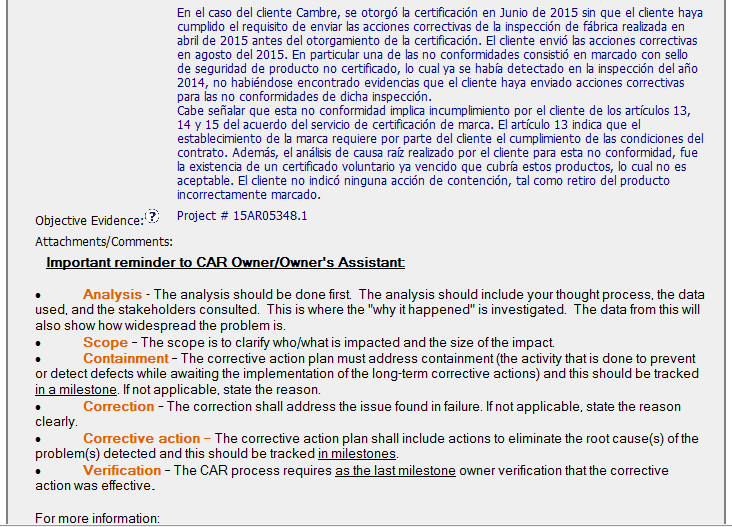 En el caso del cliente Cambre, se otorgó la certificación en Junio de 2015 sin que el cliente haya
cumplido el requisito de enviar las acciones correctivas de la inspección de fábrica realizada en
abril de 2015 antes del otorgamiento de la certificación. El cliente envió las acciones correctivas
en agosto del 2015. En particular una de las no conformidades consistió en marcado con sello
de seguridad de producto no certificado, lo cual ya se había detectado en la inspección del año
2014, no habiéndose encontrado evidencias que el cliente haya enviado acciones correctivas
para las no conformidades de dicha inspección.
Cabe señalar que esta no conformidad implica incumplimiento por el cliente de los artículos 13,
14 y 15 del acuerdo del servicio de certificación de marca. El artículo 13 indica que el
establecimiento de la marca requiere por parte del cliente el cumplimiento de las condiciones del
contrato. Además, el análisis de causa raíz realizado por el cliente para esta no conformidad, fue
la existencia de un certificado voluntario ya vencido que cubría estos productos, lo cual no es
aceptable. El cliente no indicó ninguna acción de contención, tal como retiro del producto
incorrectamente marcado.
Objective Evidence: ? Project # 15AR05348.1
Attachments/Comments:
Important reminder to CAR Owner/Owner's Assistant:
• Analysis - The analysis should be done first. The analysis should include your thought process, the data
used, and the stakeholders consulted. This is where the "why it happened" is investigated. The data from this will
also show how widespread the problem is.
• Scope – The scope is to clarify who/what is impacted and the size of the impact.
• Containment – The corrective action plan must address containment (the activity that is done to prevent
or detect defects while awaiting the implementation of the long-term corrective actions) and this should be tracked
in a milestone. If not applicable, state the reason.
• Correction – The correction shall address the issue found in failure. If not applicable, state the reason
clearly.
• Corrective action – The corrective action plan shall include actions to eliminate the root cause(s) of the
problem(s) detected and this should be tracked in milestones.
• Verification – The CAR process requires as the last milestone owner verification that the corrective
action was effective.
For more information: